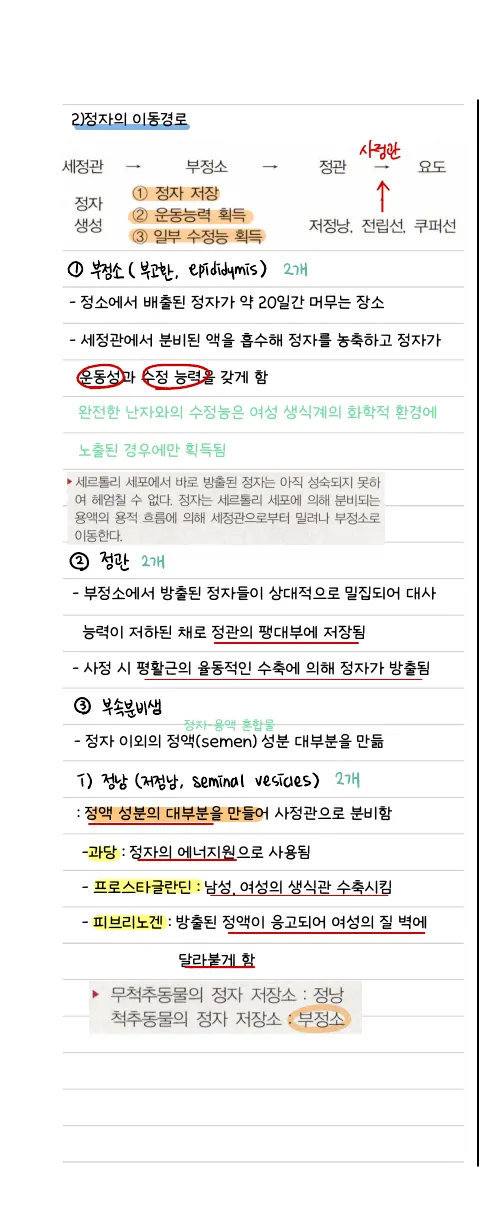 2)정자의 이동경로
사정관
세정관 → 부정소 → 정관 → 요도
정자 생성
① 정자 저장
② 운동능력 획득
③ 일부 수정능 획득
저정낭, 전립선, 쿠퍼선
① 부정소 ( 부고환, epididymis) 2개
- 정소에서 배출된 정자가 약 20일간 머무는 장소
- 세정관에서 분비된 액을 흡수해 정자를 농축하고 정자가
운동성과 수정 능력을 갖게 함
완전한 난자와의 수정능은 여성 생식계의 화학적 환경에
노출된 경우에만 획득됨
▸세르톨리 세포에서 바로 방출된 정자는 아직 성숙되지 못하
여 헤엄칠 수 없다. 정자는 세르톨리 세포에 의해 분비되는
용액의 용적 흐름에 의해 세정관으로부터 밀려나 부정소로
이동한다.
② 정관 2개
- 부정소에서 방출된 정자들이 상대적으로 밀집되어 대사
능력이 저하된 채로 정관의 팽대부에 저장됨
- 사정 시 평활근의 율동적인 수축에 의해 정자가 방출됨
③ 부속분비샘
정자-용액 혼합물
- 정자 이외의 정액(semen) 성분 대부분을 만듦
i) 정낭 (저정낭, seminal vesicles) 2개
: 정액 성분의 대부분을 만들어 사정관으로 분비함
-과당 : 정자의 에너지원으로 사용됨
- 프로스타글란딘 : 남성, 여성의 생식관 수축시킴
- 피브리노겐 : 방출된 정액이 응고되어 여성의 질 벽에
달라붙게 함
▸ 무척추동물의 정자 저장소 : 정낭
척추동물의 정자 저장소 : 부정소